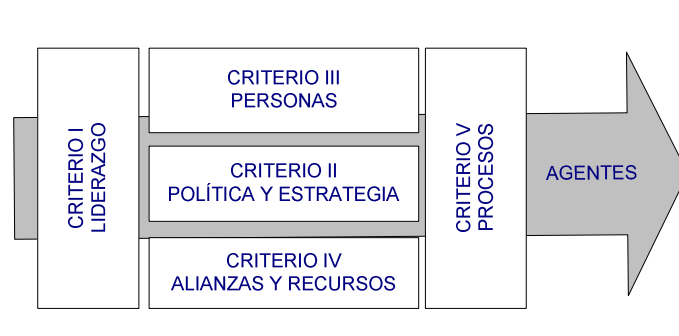 CRITERIO I
LIDERAZGO
CRITERIO III
PERSONAS
CRITERIO II
POLÍTICA Y ESTRATEGIA
CRITERIO IV
ALIANZAS Y RECURSOS
CRITERIO V
PROCESOS
AGENTES